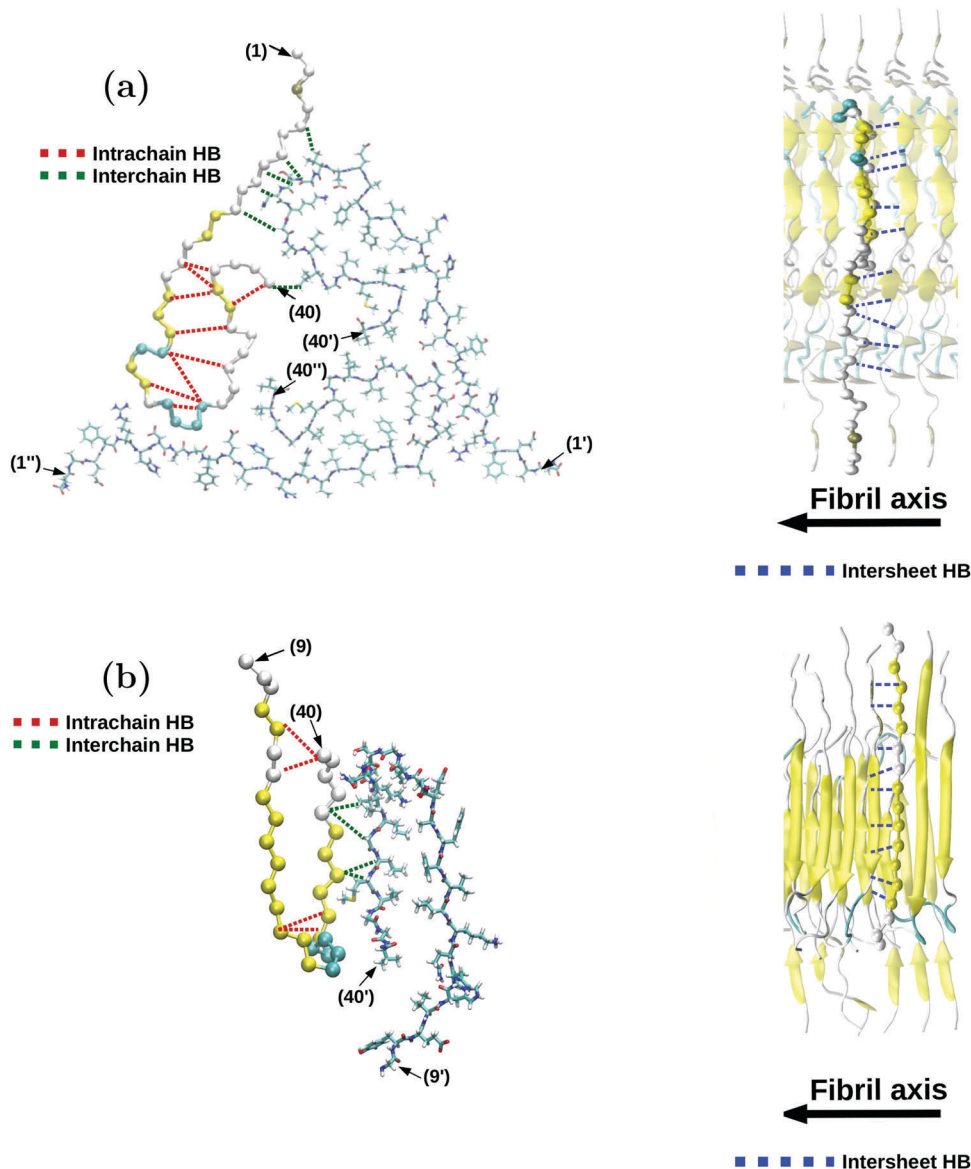 (1)
(a)
Intrachain HB
Interchain HB
(40)
(40')
(40'')
(1'')
(1')
Fibril axis
Intersheet HB
(9)
(b)
(40)
Intrachain HB
Interchain HB
(40')
(9')
Fibril axis
Intersheet HB